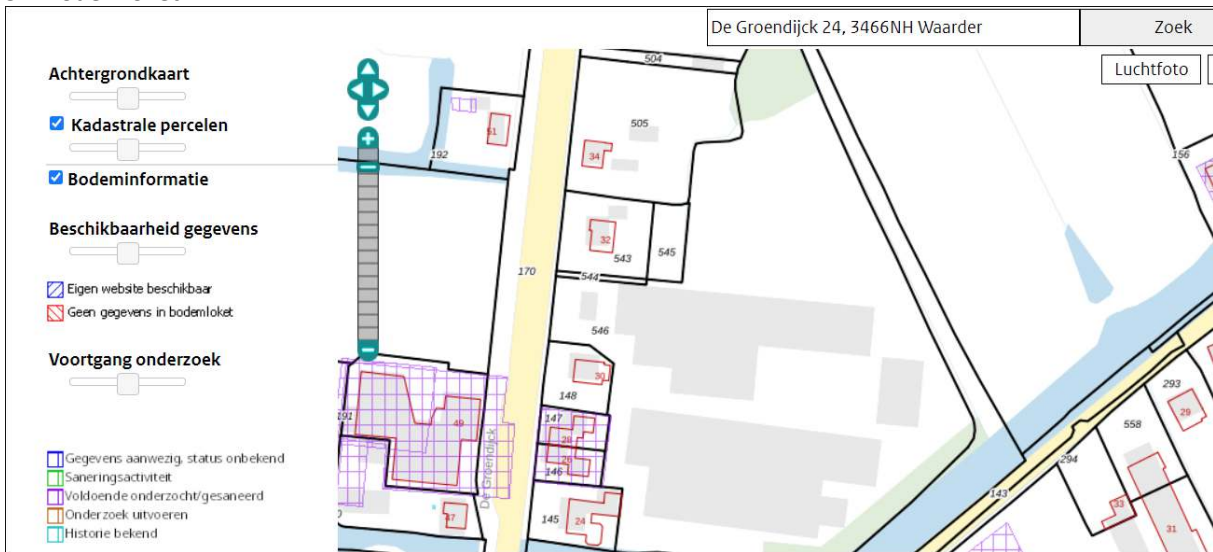 De Groendijck 24, 3466NH Waarder
Zoek
Luchtfoto
Achtergrondkaart
Kadastrale percelen
Bodeminformatie
Beschikbaarheid gegevens
Eigen website beschikbaar
Geen gegevens in bodemloket
Voortgang onderzoek
Gegevens aanwezig, status onbekend
Saneringsactiviteit
Voldoende onderzocht/gesaneerd
Onderzoek uitvoeren
Historie bekend
504
505
51
192
34
156
32
543
545
170
544
546
30
148
191
49
147
28
26
146
De Groendijck
145
24
47
293
29
558
294
143
33
31